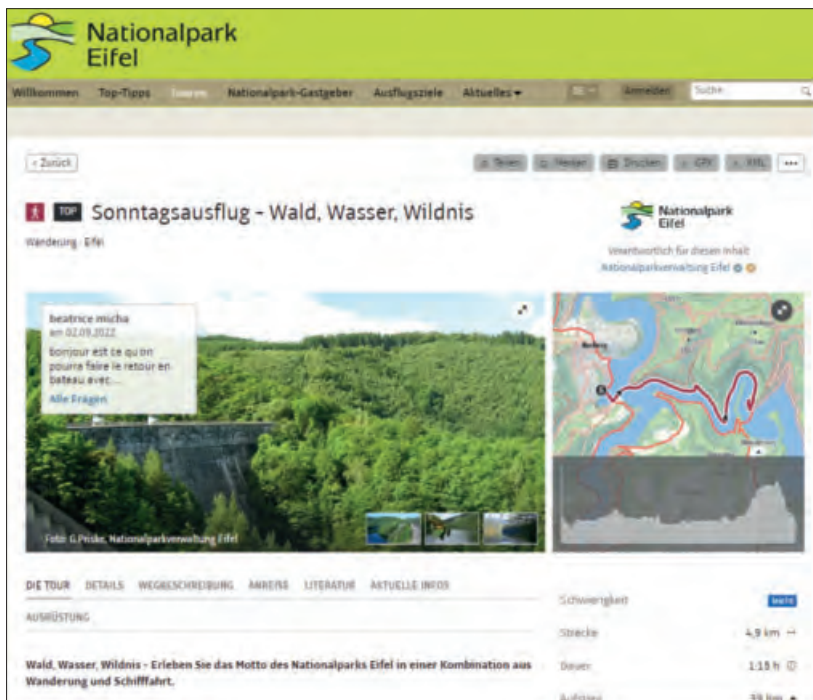 Nationalpark
Eifel
Willkommen Top-Tipps Touren Nationalpark-Gastgeber Ausflugsziele Aktuelles DE Anmelden Suche
‹ Zurück Teilen Merken Drucken GPX KML •••
TOP Sonntagsausflug – Wald, Wasser, Wildnis
Wanderung · Eifel
Nationalpark
Eifel
Verantwortlich für diesen Inhalt
Nationalparkverwaltung Eifel
beatrice micha
am 02.09.2022
bonjour est ce qu on
pourra faire le retour en
bateau avec...
Alle Fragen
Foto: G.Priske, Nationalparkverwaltung Eifel
DIE TOUR DETAILS WEGBESCHREIBUNG ANREISE LITERATUR AKTUELLE INFOS
AUSRÜSTUNG
Schwierigkeit leicht
Strecke 4,9 km
Dauer 1:15 h
Aufstieg 39 hm
Wald, Wasser, Wildnis – Erleben Sie das Motto des Nationalparks Eifel in einer Kombination aus
Wanderung und Schifffahrt.